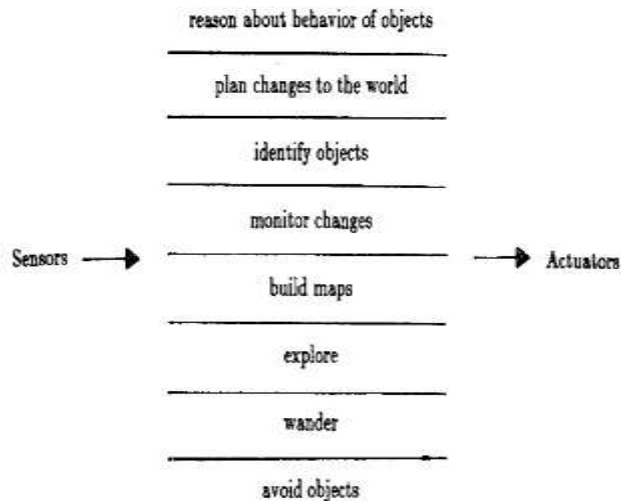 reason about behavior of objects
plan changes to the world
identify objects
monitor changes
Sensors
Actuators
build maps
explore
wander
avoid objects